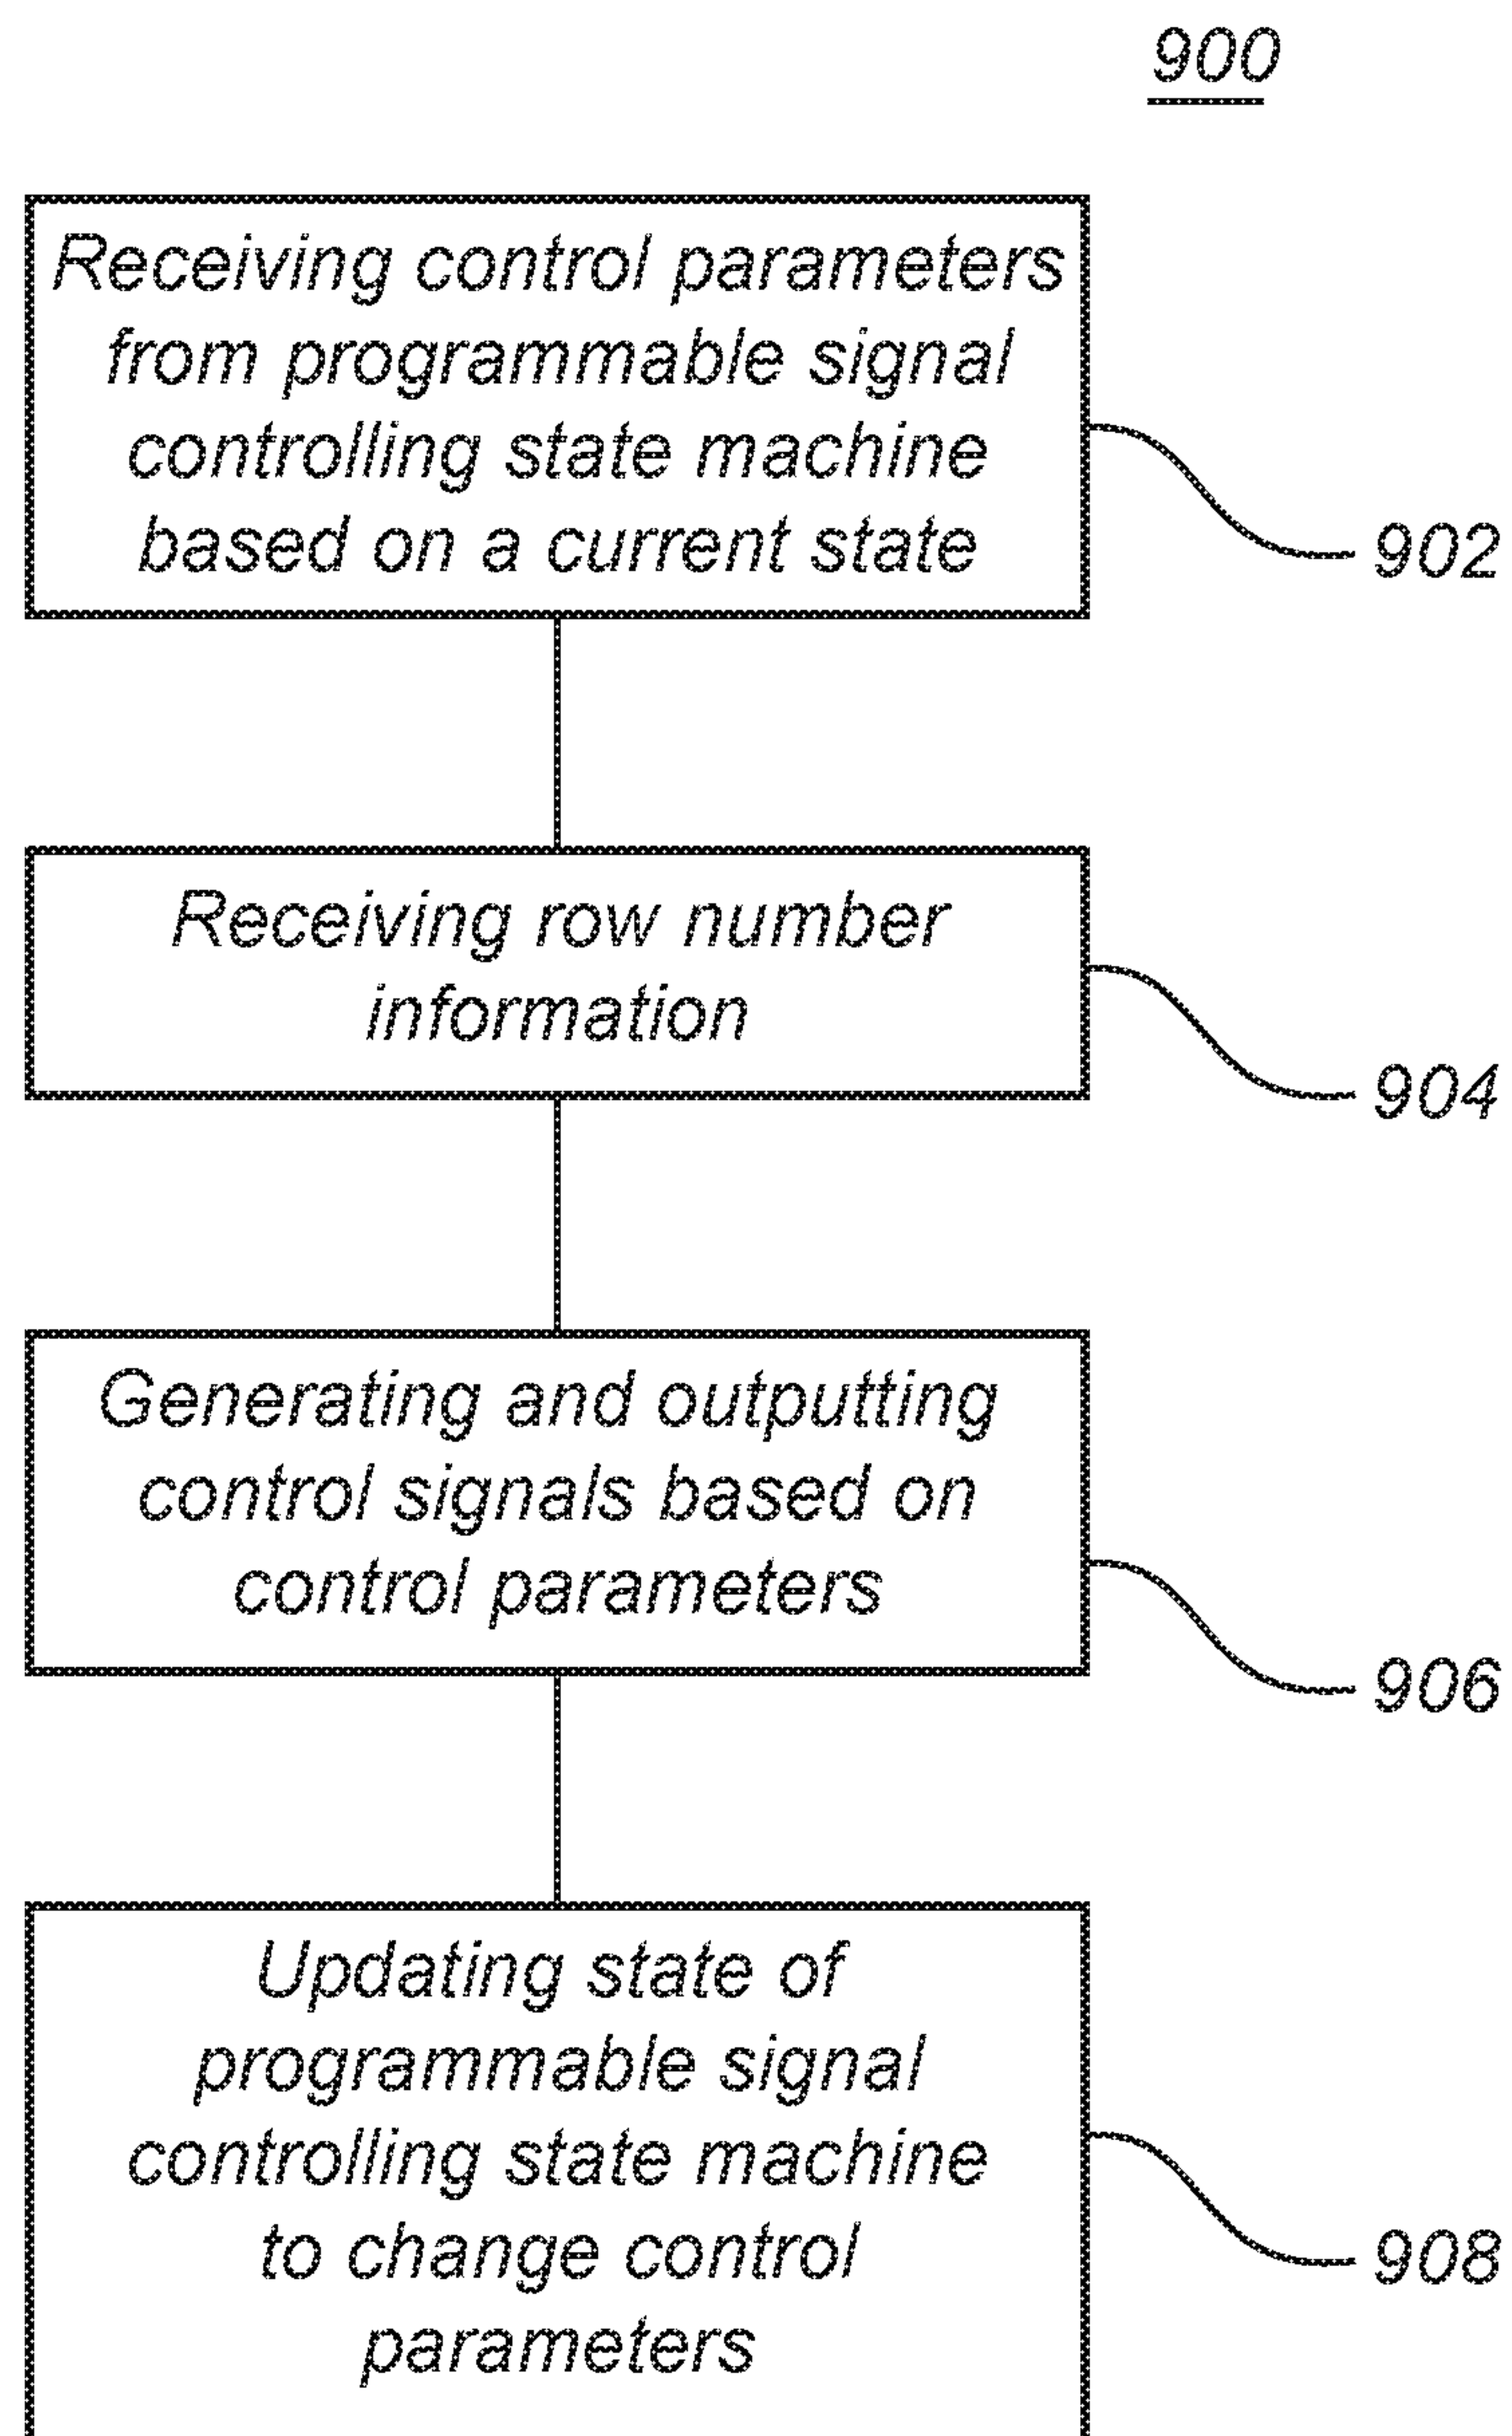 900
Receiving control parameters
from programmable signal
controlling state machine
based on a current state
902
Receiving row number
information
904
Generating and outputting
control signals based on
control parameters
906
Updating state of
programmable signal
controlling state machine
to change control
parameters
908